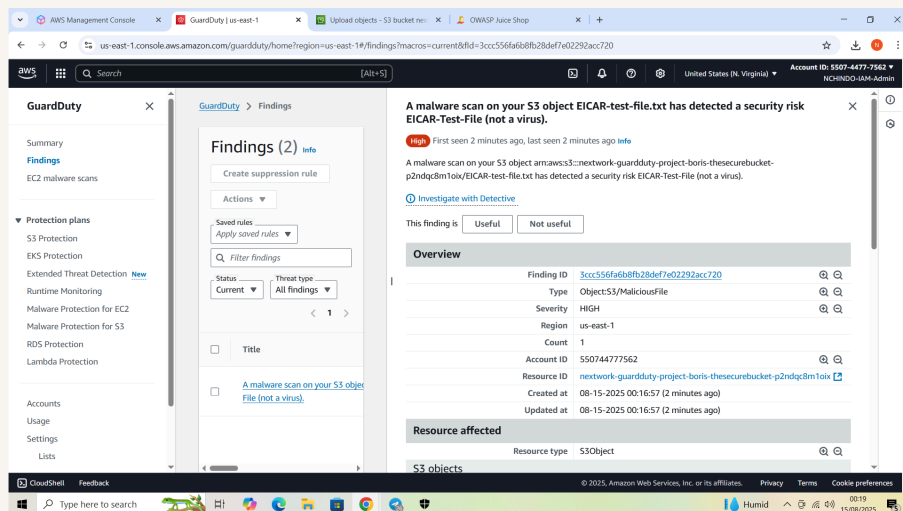 AWS Management Console
GuardDuty | us-east-1
Upload objects - S3 bucket nex
OWASP Juice Shop
us-east-1.console.aws.amazon.com/guardduty/home?region=us-east-1#/findings?macros=current&fId=3ccc556fa6b8fb28def7e02292acc720
aws
Search
[Alt+S]
United States (N. Virginia) ▼
Account ID: 5507-4477-7562 ▼
NCHINDO-IAM-Admin
GuardDuty
Summary
Findings
EC2 malware scans
Protection plans
S3 Protection
EKS Protection
Extended Threat Detection New
Runtime Monitoring
Malware Protection for EC2
Malware Protection for S3
RDS Protection
Lambda Protection
Accounts
Usage
Settings
Lists
GuardDuty > Findings
Findings (2) Info
Create suppression rule
Actions ▼
Saved rules
Apply saved rules ▼
Filter findings
Status
Current ▼
Threat type
All findings ▼
< 1 >
Title
A malware scan on your S3 objec
File (not a virus).
A malware scan on your S3 object EICAR-test-file.txt has detected a security risk
EICAR-Test-File (not a virus).
High First seen 2 minutes ago, last seen 2 minutes ago Info
A malware scan on your S3 object arn:aws:s3:::nextwork-guardduty-project-boris-thesecurebucket-
p2ndqc8m1oix/EICAR-test-file.txt has detected a security risk EICAR-Test-File (not a virus).
Investigate with Detective
This finding is Useful Not useful
Overview
Finding ID 3ccc556fa6b8fb28def7e02292acc720
Type Object:S3/MaliciousFile
Severity HIGH
Region us-east-1
Count 1
Account ID 550744777562
Resource ID nextwork-guardduty-project-boris-thesecurebucket-p2ndqc8m1oix
Created at 08-15-2025 00:16:57 (2 minutes ago)
Updated at 08-15-2025 00:16:57 (2 minutes ago)
Resource affected
Resource type S3Object
S3 objects
CloudShell Feedback
© 2025, Amazon Web Services, Inc. or its affiliates. Privacy Terms Cookie preferences
Type here to search
Humid
00:19
15/08/2025